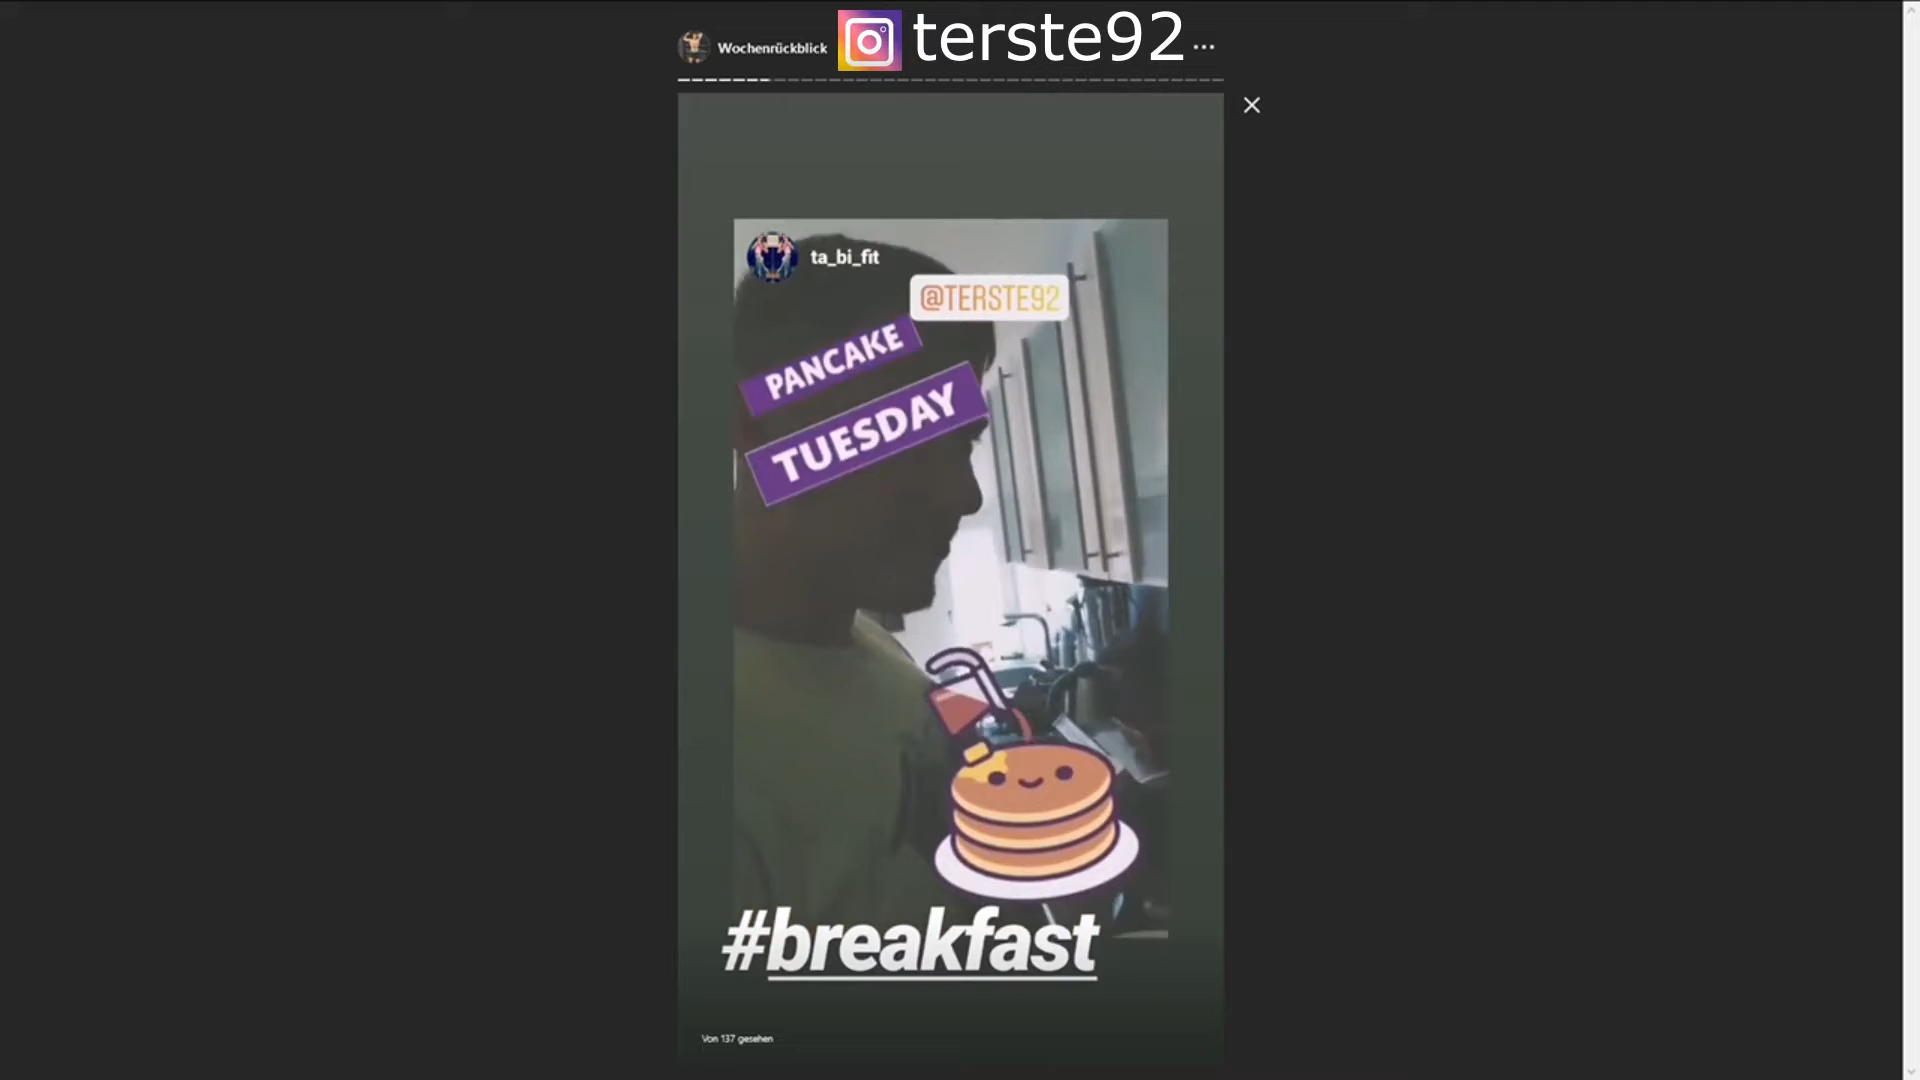 Wochenrückblick
terste92
ta_bi_fit
@TERSTE92
PANCAKE
TUESDAY
#breakfast
Von 137 gesehen